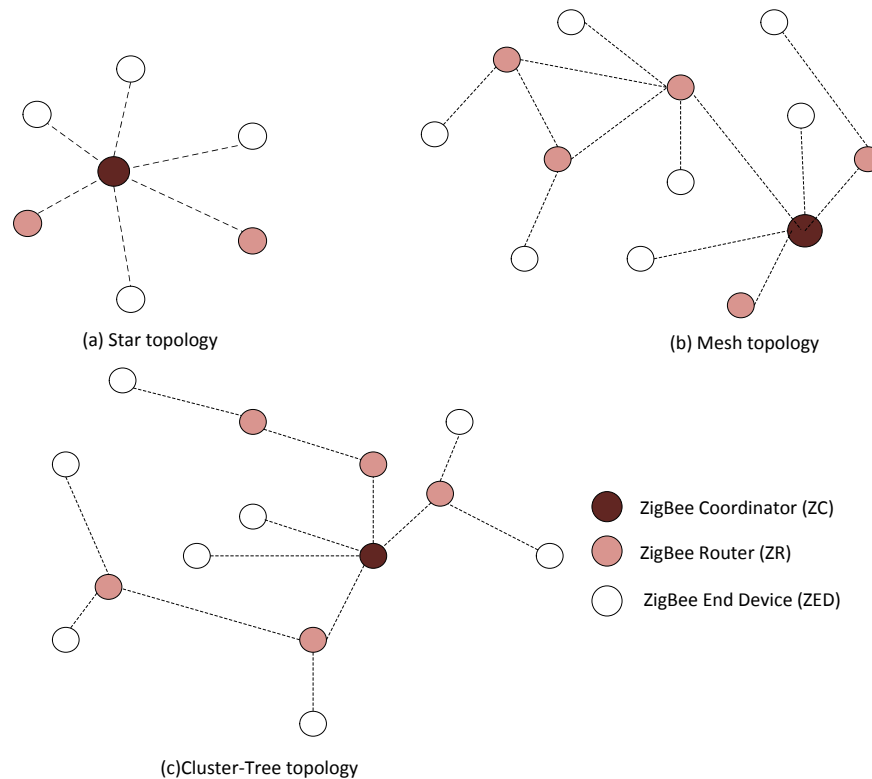 (a) Star topology
(b) Mesh topology
ZigBee Coordinator (ZC)
ZigBee Router (ZR)
ZigBee End Device (ZED)
(c)Cluster-Tree topology